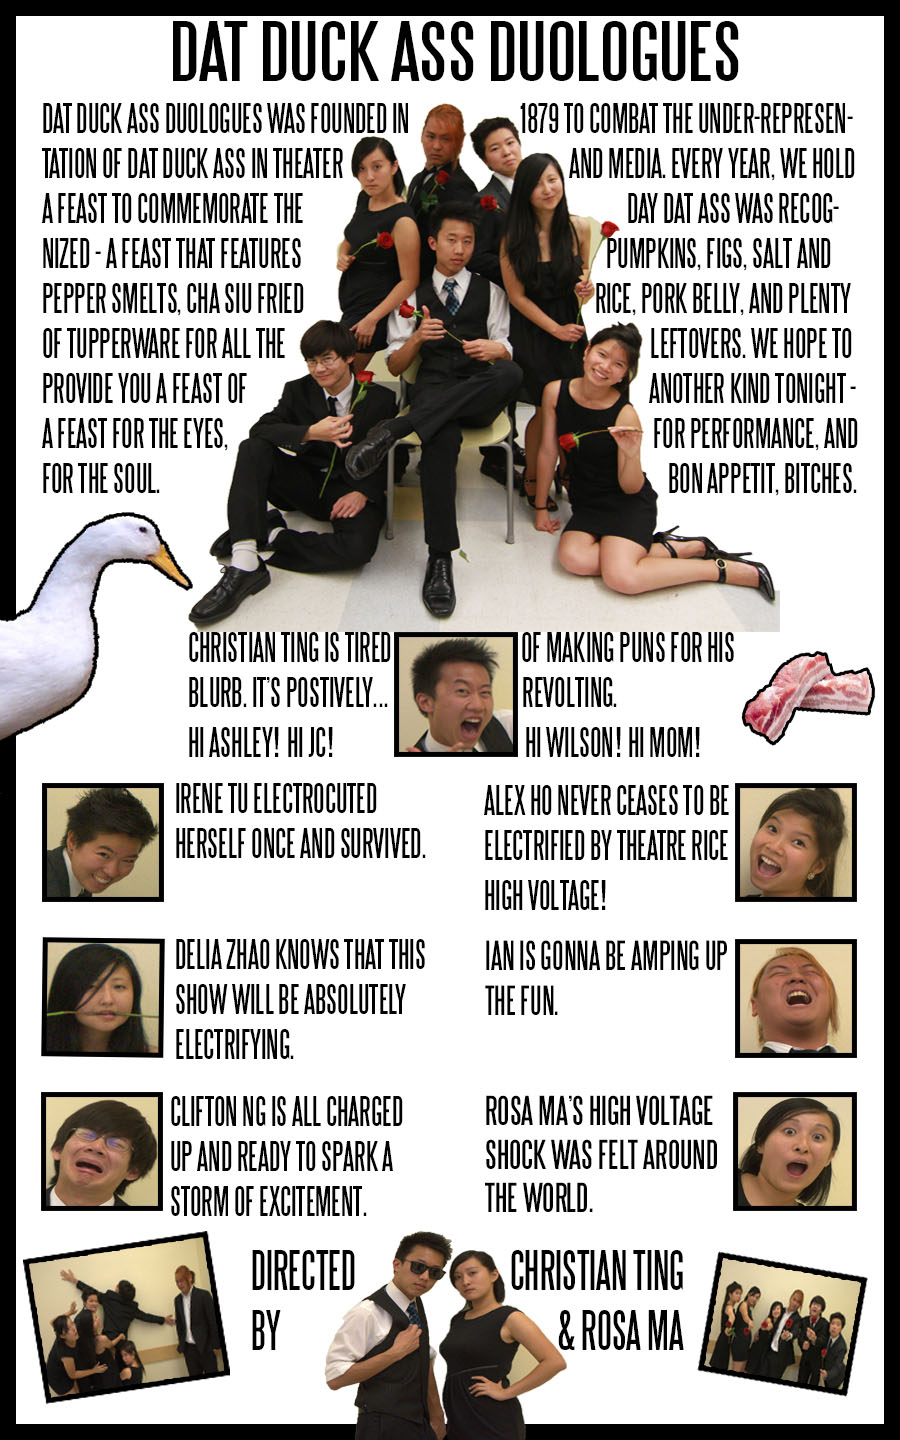 DAT DUCK ASS DUOLOGUES
DAT DUCK ASS DUOLOGUES WAS FOUNDED IN 1879 TO COMBAT THE UNDER-REPRESEN-
TATION OF DAT DUCK ASS IN THEATER AND MEDIA. EVERY YEAR, WE HOLD
A FEAST TO COMMEMORATE THE DAY DAT ASS WAS RECOG-
NIZED - A FEAST THAT FEATURES PUMPKINS, FIGS, SALT AND
PEPPER SMELTS, CHA SIU FRIED RICE, PORK BELLY, AND PLENTY
OF TUPPERWARE FOR ALL THE LEFTOVERS. WE HOPE TO
PROVIDE YOU A FEAST OF ANOTHER KIND TONIGHT -
A FEAST FOR THE EYES, FOR PERFORMANCE, AND
FOR THE SOUL. BON APPETIT, BITCHES.
CHRISTIAN TING IS TIRED OF MAKING PUNS FOR HIS
BLURB. IT'S POSTIVELY... REVOLTING.
HI ASHLEY! HI JC! HI WILSON! HI MOM!
IRENE TU ELECTROCUTED
HERSELF ONCE AND SURVIVED.
ALEX HO NEVER CEASES TO BE
ELECTRIFIED BY THEATRE RICE
HIGH VOLTAGE!
DELIA ZHAO KNOWS THAT THIS
SHOW WILL BE ABSOLUTELY
ELECTRIFYING.
IAN IS GONNA BE AMPING UP
THE FUN.
CLIFTON NG IS ALL CHARGED
UP AND READY TO SPARK A
STORM OF EXCITEMENT.
ROSA MA'S HIGH VOLTAGE
SHOCK WAS FELT AROUND
THE WORLD.
DIRECTED CHRISTIAN TING
BY & ROSA MA